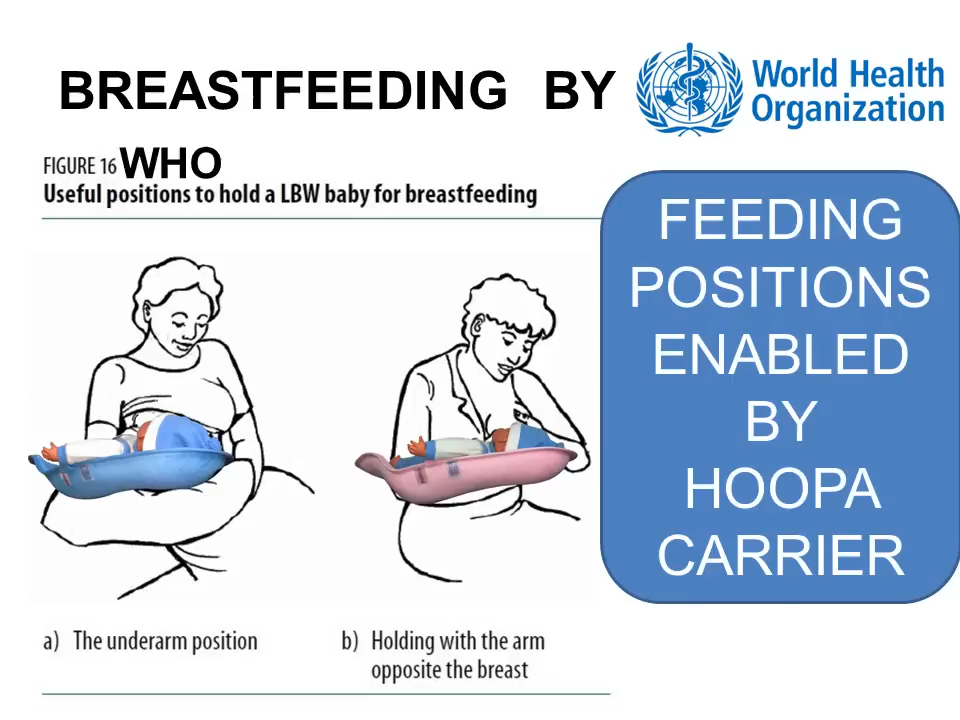 BREASTFEEDING BY
WHO
World Health
Organization
FIGURE 16
Useful positions to hold a LBW baby for breastfeeding
FEEDING
POSITIONS
ENABLED
BY
HOOPA
CARRIER
a) The underarm position
b) Holding with the arm
opposite the breast